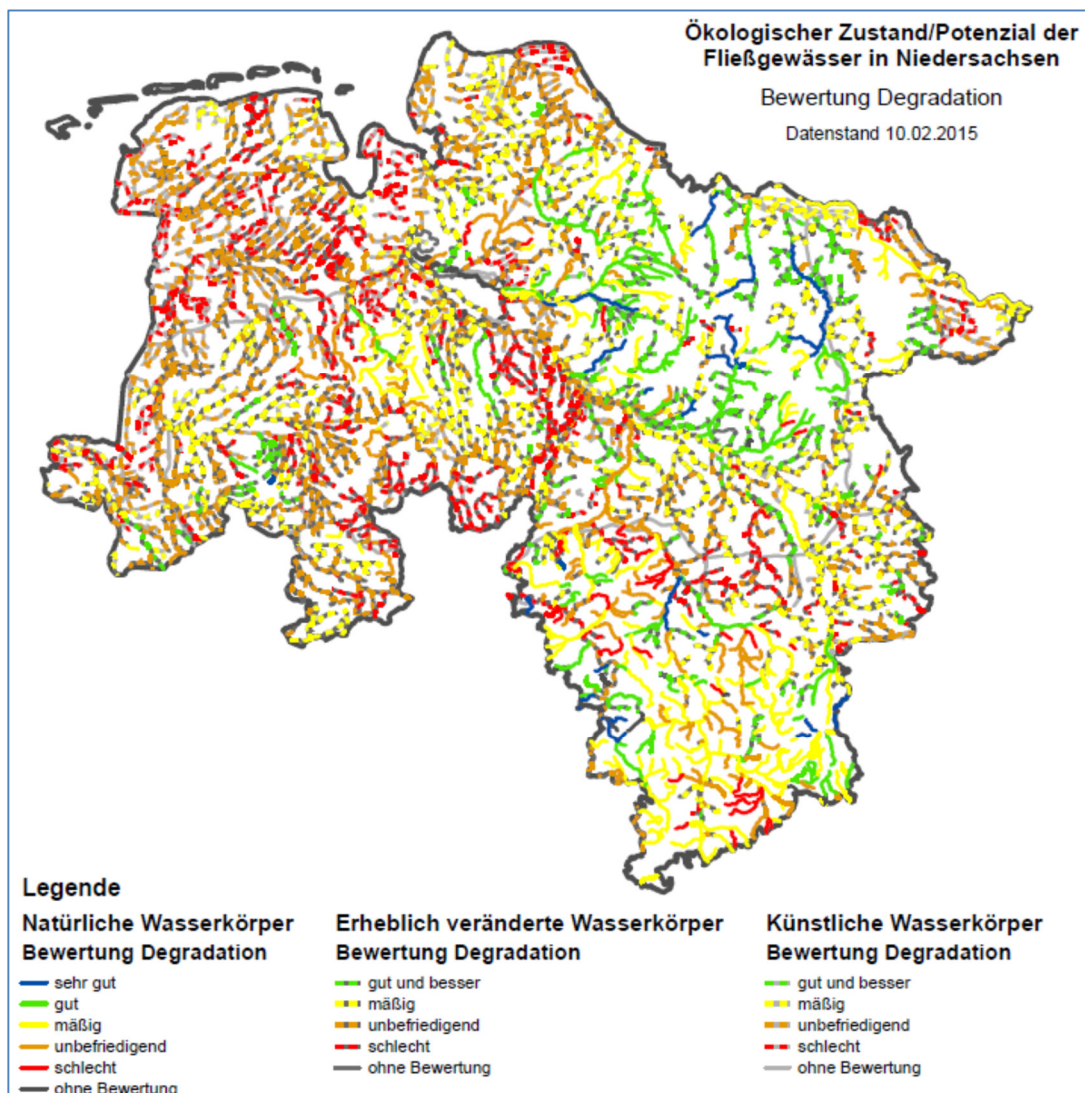 Ökologischer Zustand/Potenzial der
Fließgewässer in Niedersachsen
Bewertung Degradation
Datenstand 10.02.2015
Legende
Natürliche Wasserkörper
Bewertung Degradation
sehr gut
gut
mäßig
unbefriedigend
schlecht
ohne Bewertung
Erheblich veränderte Wasserkörper
Bewertung Degradation
gut und besser
mäßig
unbefriedigend
schlecht
ohne Bewertung
Künstliche Wasserkörper
Bewertung Degradation
gut und besser
mäßig
unbefriedigend
schlecht
ohne Bewertung